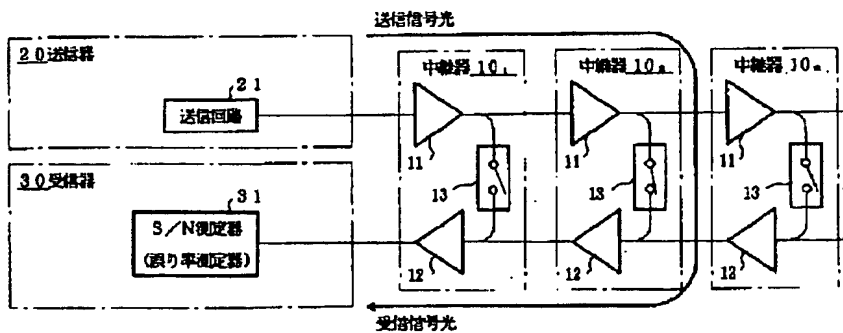 送信信号光
20送信器
21
送信回路
中継器 10₁
中継器 10₂
中継器 10ₙ
11
11
11
13
13
13
30受信器
31
S/N測定器
(誤り率測定器)
12
12
12
受信信号光